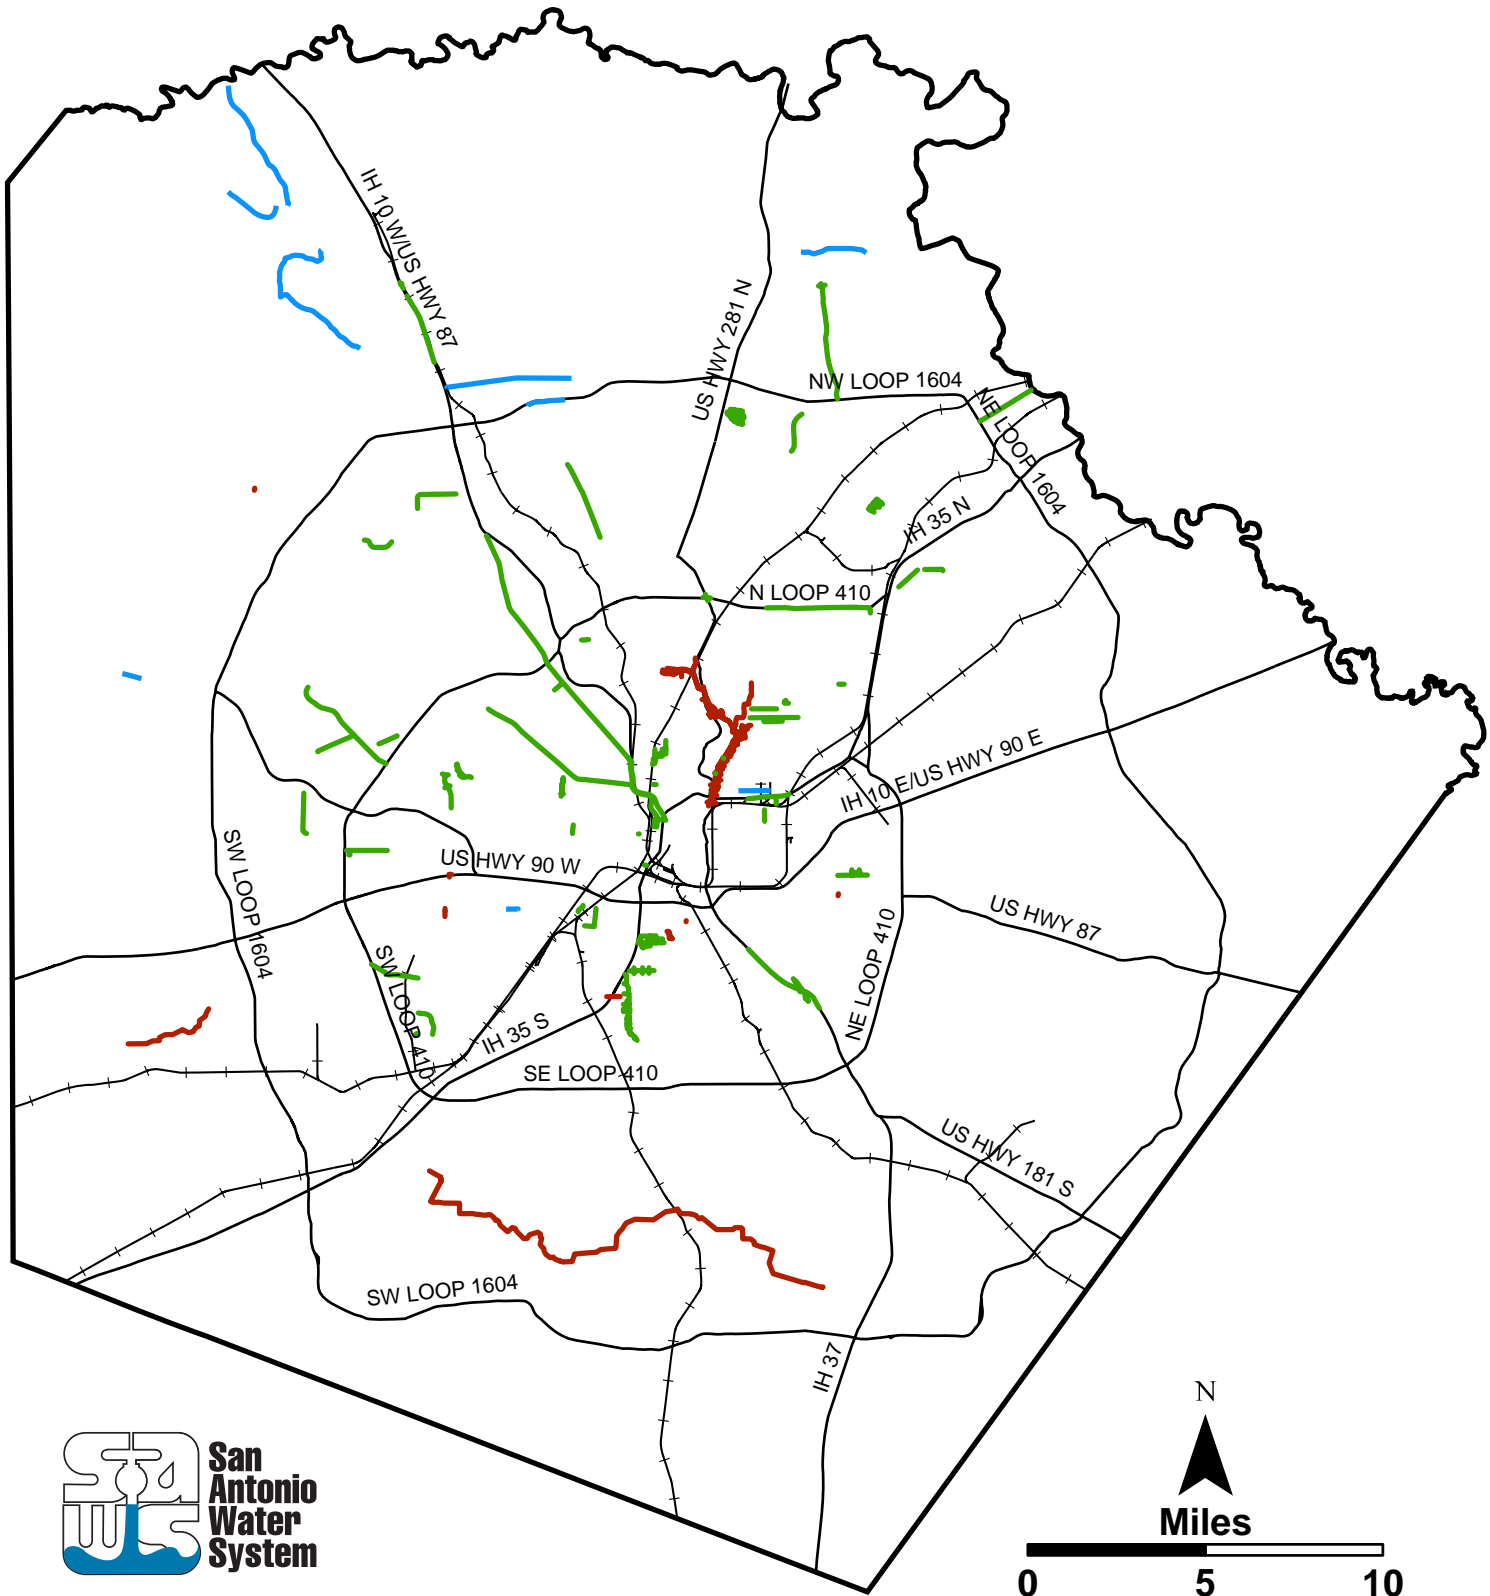 IH 10 W/US HWY 87
US HWY 281 N
NW LOOP 1604
NE LOOP 1604
IH 35 N
N LOOP 410
IH 10 E/US HWY 90 E
SW LOOP 1604
US HWY 90 W
US HWY 87
SW LOOP 410
NE LOOP 410
IH 35 S
SE LOOP 410
US HWY 181 S
SW LOOP 1604
IH 37
N
San
Antonio
Water
System
Miles
0 5 10